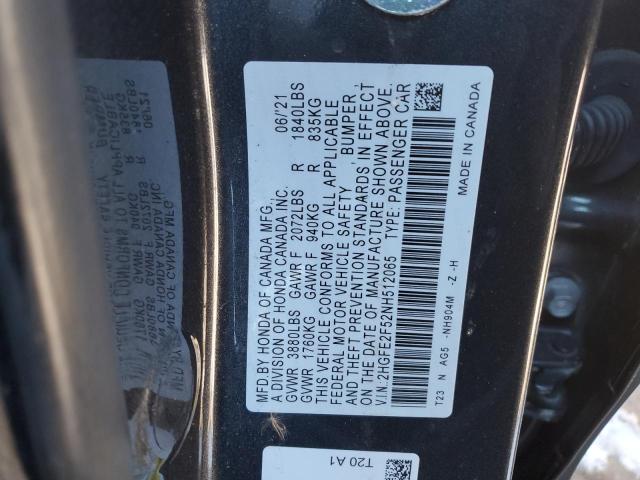 MFD.BY HONDA OF CANADA MFG. 06/'21
A DIVISION OF HONDA CANADA INC.
GVWR 3880LBS GAWR F 2072LBS R 1840LBS
GVWR 1760KG GAWR F 940KG R 835KG
THIS VEHICLE CONFORMS TO ALL APPLICABLE
FEDERAL MOTOR VEHICLE SAFETY, BUMPER,
AND THEFT PREVENTION STANDARDS IN EFFECT
ON THE DATE OF MANUFACTURE SHOWN ABOVE.
V.I.N:2HGFE2F52NH512065 TYPE: PASSENGER CAR
T23 N AG5 -NH904M -Z -H
MADE IN CANADA
T20 A1